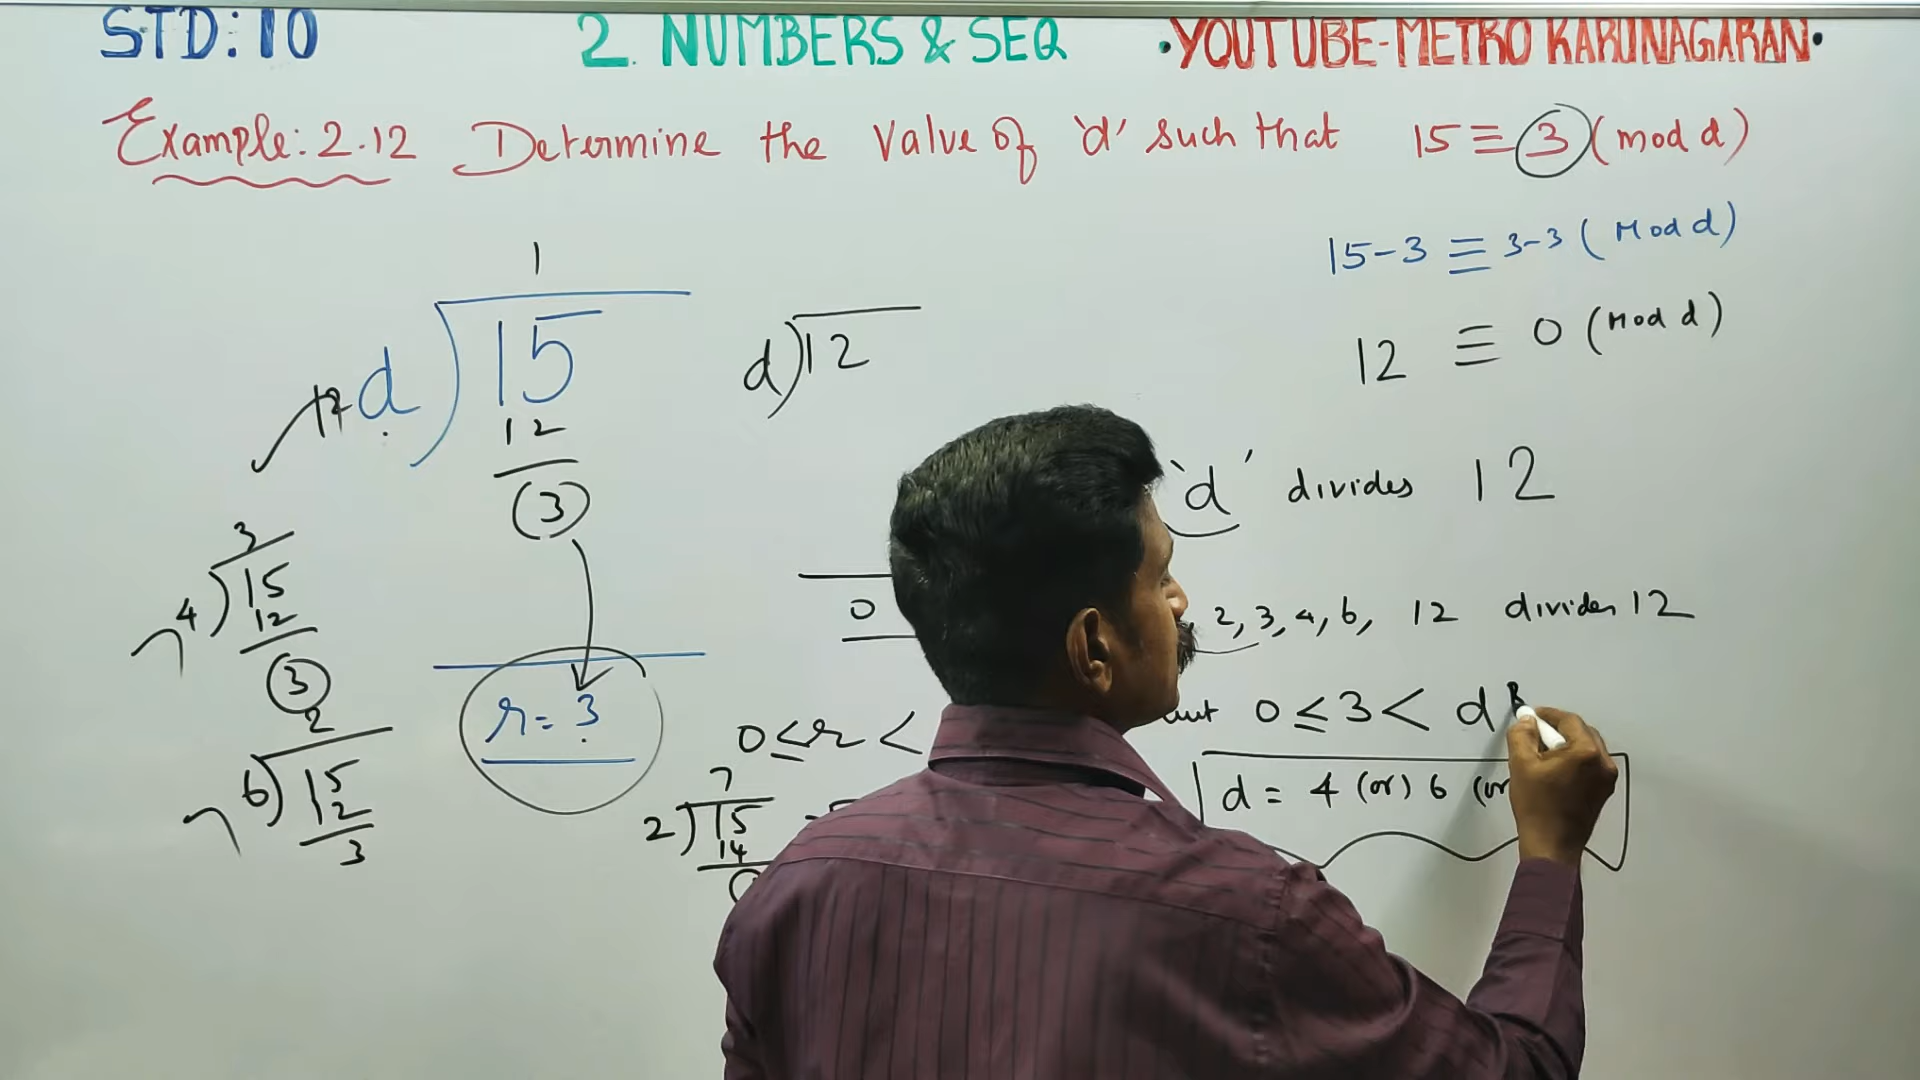 STD: 10 2. NUMBERS & SEQ • YOUTUBE-METRO KARUNAGARAN •
Example: 2.12 Determine the Value of 'd' such that 15 ≡ 3 (mod d)
15-3 ≡ 3-3 (Mod d)
12 ≡ 0 (Mod d)
1
d) 15
12
(3)
r = 3
d) 12
0
'd' divides 12
2, 3, 4, 6, 12 divides 12
3
4) 15
12
3
2
6) 15
12
3
0 ≤ r <
7
2) 15
14
but 0 ≤ 3 < d
d = 4 (or) 6 (or